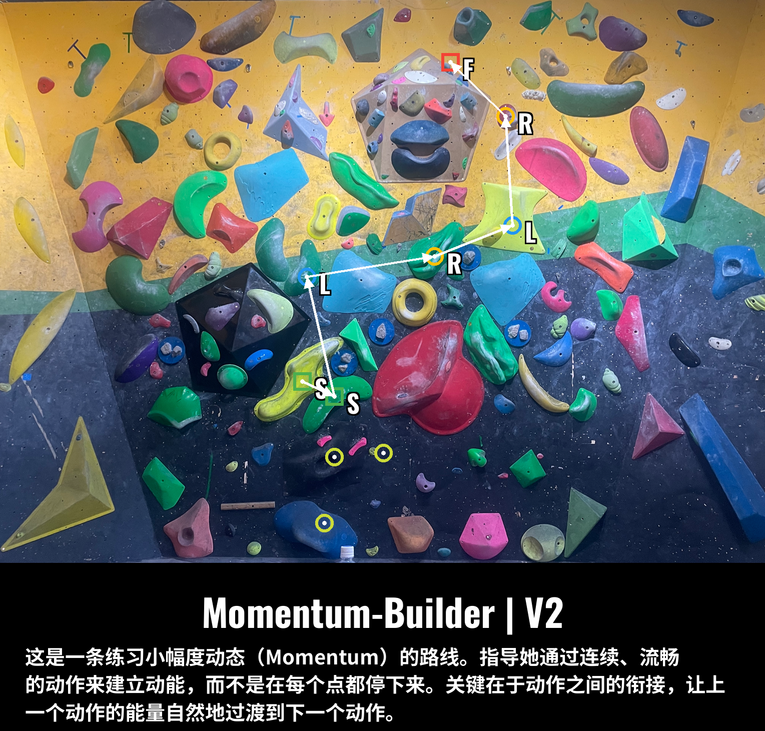 F
R
L
R
L
S
S
Momentum-Builder | V2
这是一条练习小幅度动态（Momentum）的路线。指导她通过连续、流畅
的动作来建立动能，而不是在每个点都停下来。关键在于动作之间的衔接，让上
一个动作的能量自然地过渡到下一个动作。